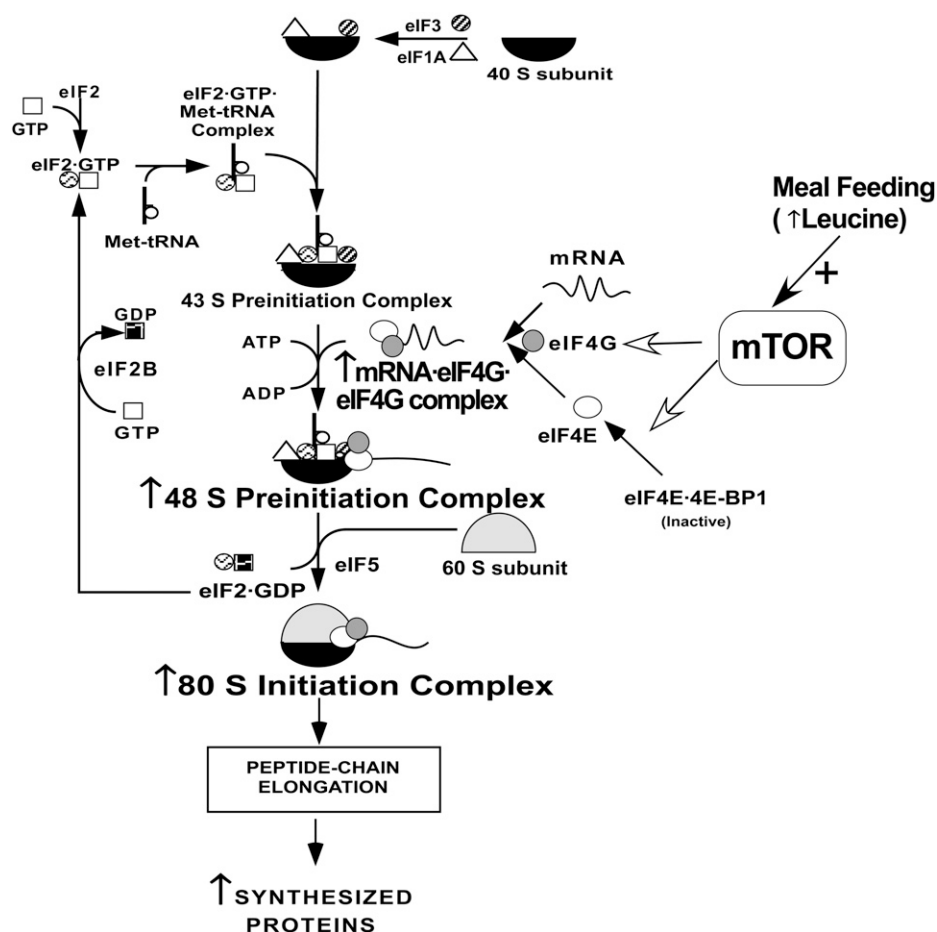 eIF3
eIF1A
40 S subunit
eIF2
GTP
eIF2·GTP·
Met-tRNA
Complex
eIF2·GTP
Met-tRNA
Meal Feeding
( ↑Leucine)
+
mRNA
43 S Preinitiation Complex
GDP
ATP
eIF4G
mTOR
eIF2B
ADP
↑mRNA·eIF4G·
eIF4G complex
GTP
eIF4E
↑48 S Preinitiation Complex
eIF4E·4E-BP1
(Inactive)
eIF5
60 S subunit
eIF2·GDP
↑80 S Initiation Complex
PEPTIDE-CHAIN
ELONGATION
↑SYNTHESIZED
PROTEINS